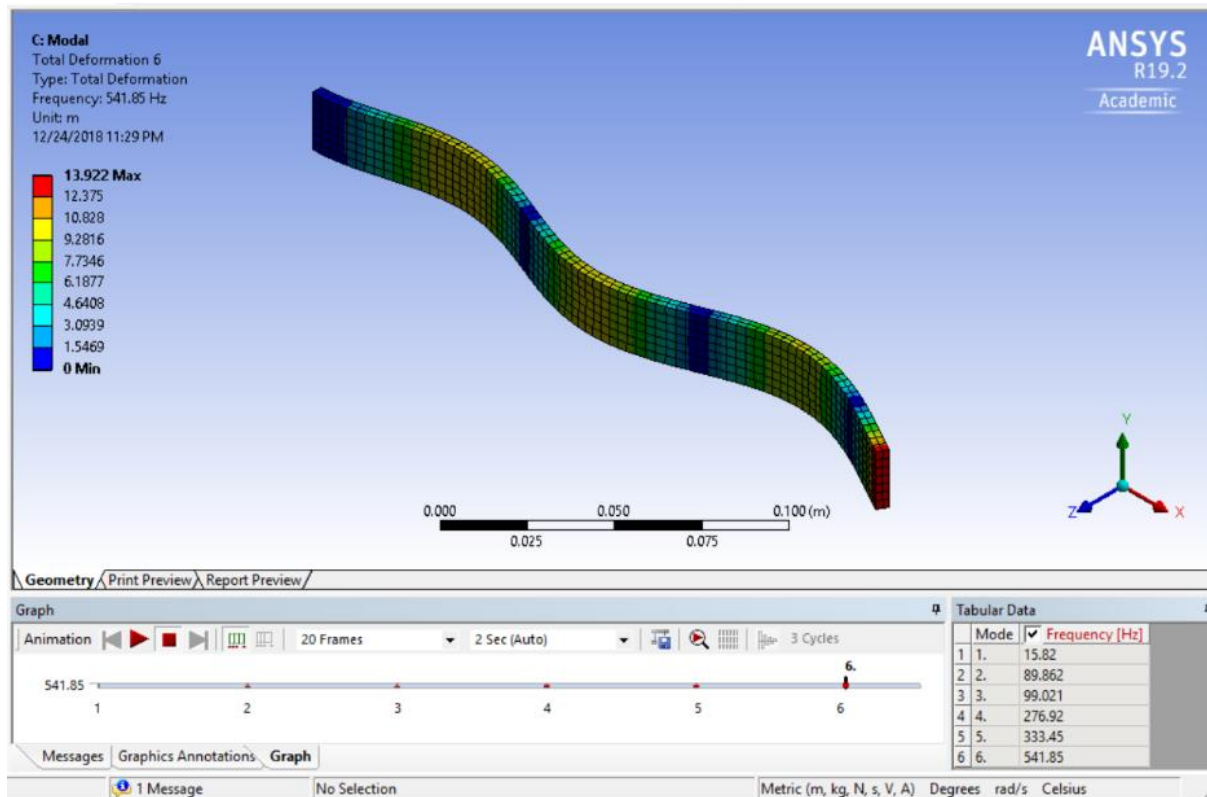 C: Modal
Total Deformation 6
Type: Total Deformation
Frequency: 541.85 Hz
Unit: m
12/24/2018 11:29 PM
13.922 Max
12.375
10.828
9.2816
7.7346
6.1877
4.6408
3.0939
1.5469
0 Min
ANSYS
R19.2
Academic
Y
Z X
0.000 0.050 0.100 (m)
0.025 0.075
Geometry Print Preview Report Preview
Graph
Animation 20 Frames 2 Sec (Auto) 3 Cycles
6.
541.85
1 2 3 4 5 6
Messages Graphics Annotations Graph
Tabular Data
Mode Frequency [Hz]
1 1. 15.82
2 2. 89.862
3 3. 99.021
4 4. 276.92
5 5. 333.45
6 6. 541.85
1 Message No Selection Metric (m, kg, N, s, V, A) Degrees rad/s Celsius